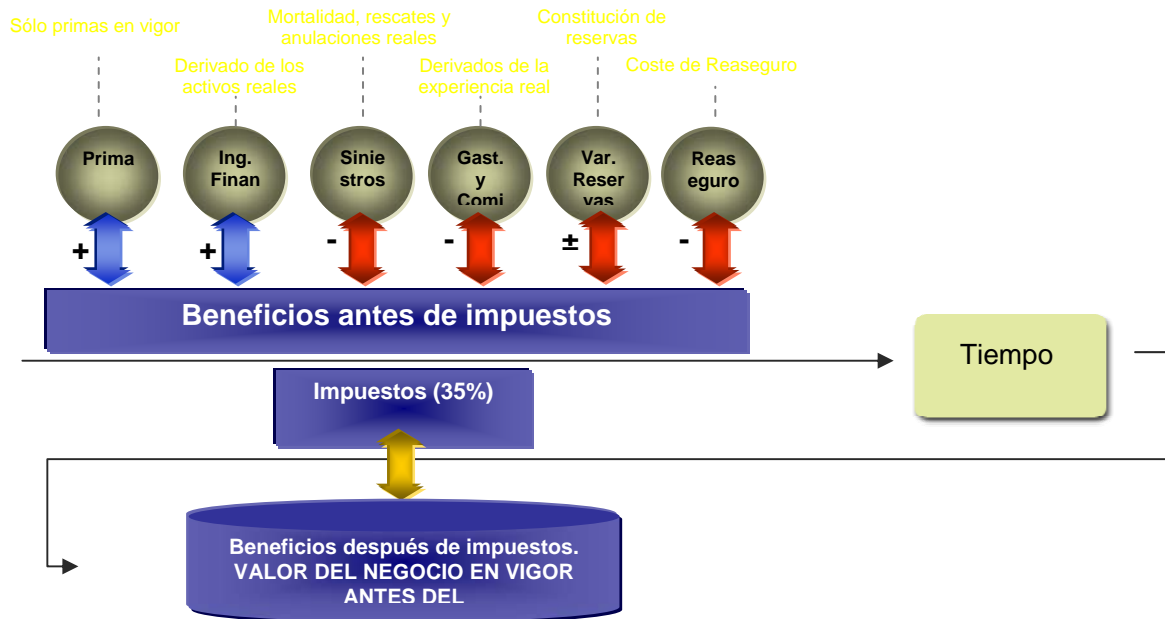 Sólo primas en vigor
Mortalidad, rescates y
anulaciones reales
Constitución de
reservas
Derivado de los
activos reales
Derivados de la
experiencia real
Coste de Reaseguro
Prima
Ing.
Finan
Sinie
stros
Gast.
y
Comi
Var.
Reser
vas
Reas
eguro
+
+
-
-
±
-
Beneficios antes de impuestos
Tiempo
Impuestos (35%)
Beneficios después de impuestos.
VALOR DEL NEGOCIO EN VIGOR
ANTES DEL